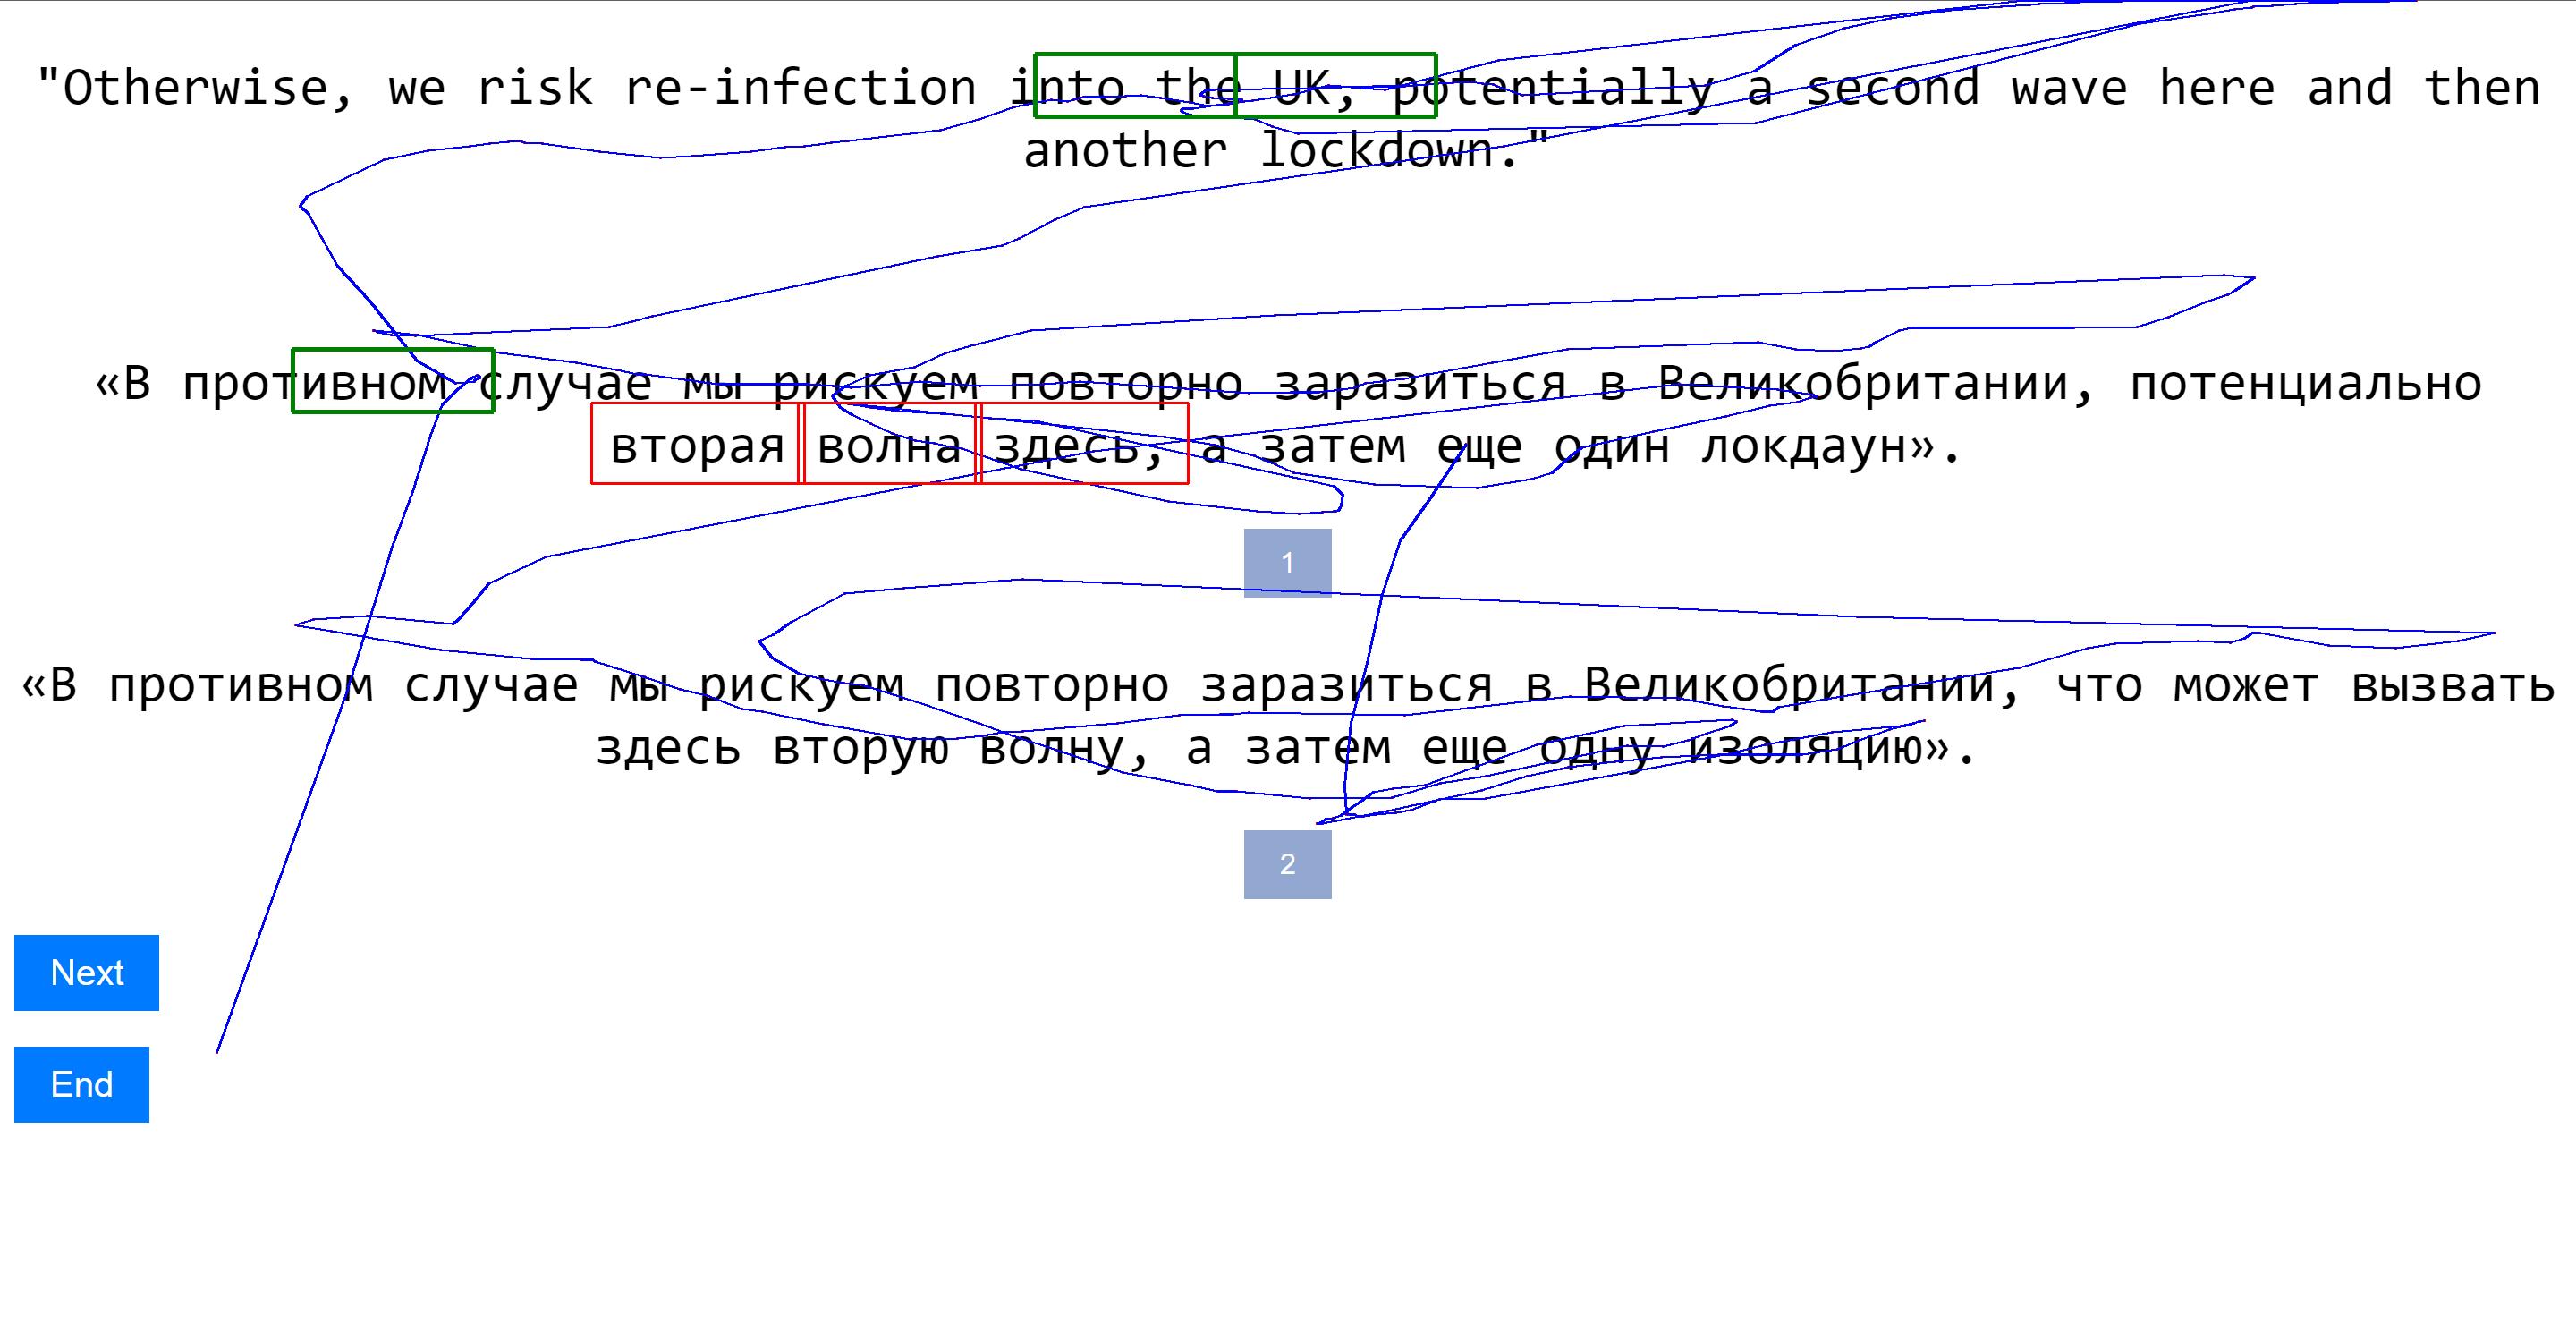 "Otherwise, we risk re-infection into the UK, potentially a second wave here and then
another lockdown."
«В противном случае мы рискуем повторно заразиться в Великобритании, потенциально
вторая волна здесь, а затем еще один локдаун».
1
«В противном случае мы рискуем повторно заразиться в Великобритании, что может вызвать
здесь вторую волну, а затем еще одну изоляцию».
2
Next
End